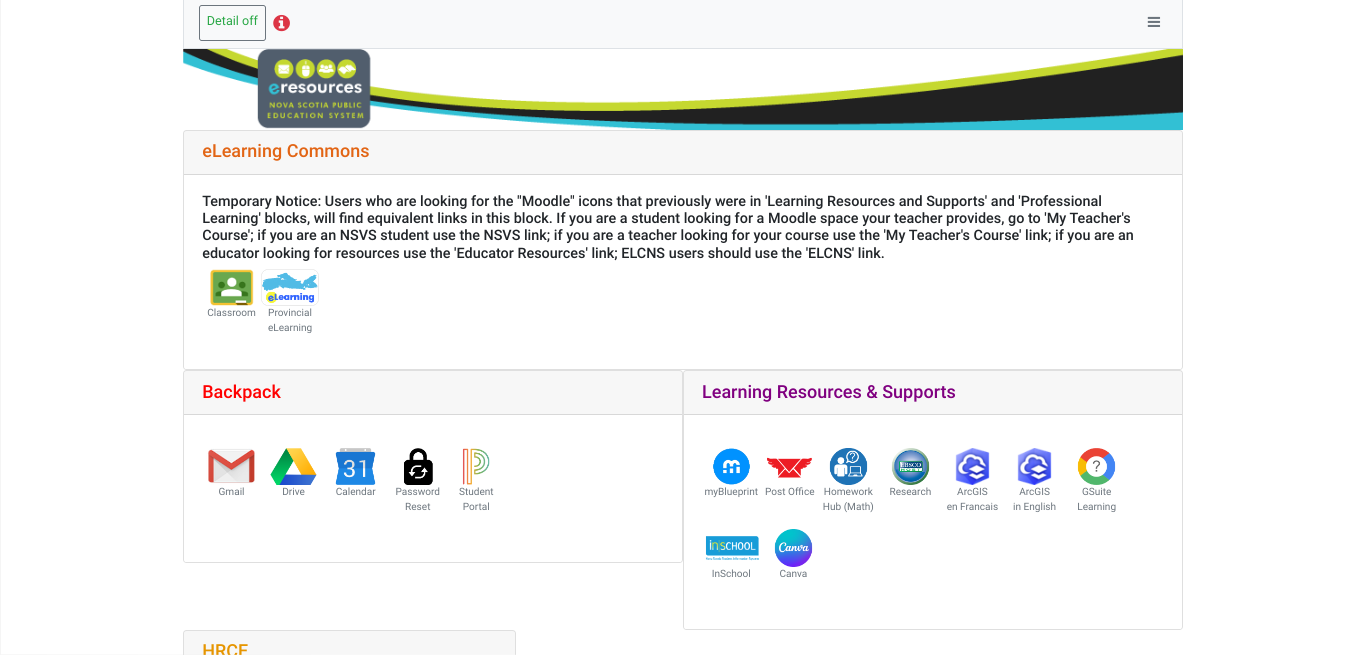 Detail off
eresources
NOVA SCOTIA PUBLIC
EDUCATION SYSTEM
eLearning Commons
Temporary Notice: Users who are looking for the "Moodle" icons that previously were in 'Learning Resources and Supports' and 'Professional
Learning' blocks, will find equivalent links in this block. If you are a student looking for a Moodle space your teacher provides, go to 'My Teacher's
Course'; if you are an NSVS student use the NSVS link; if you are a teacher looking for your course use the 'My Teacher's Course' link; if you are an
educator looking for resources use the 'Educator Resources' link; ELCNS users should use the 'ELCNS' link.
eLearning
Classroom
Provincial
eLearning
Backpack
31
Gmail
Drive
Calendar
Password
Reset
Student
Portal
Learning Resources & Supports
m
?
EBSCO
?
myBlueprint
Post Office
Homework
Hub (Math)
Research
ArcGIS
en Francais
ArcGIS
in English
GSuite
Learning
inSCHOOL
Canva
InSchool
Canva
HRCE